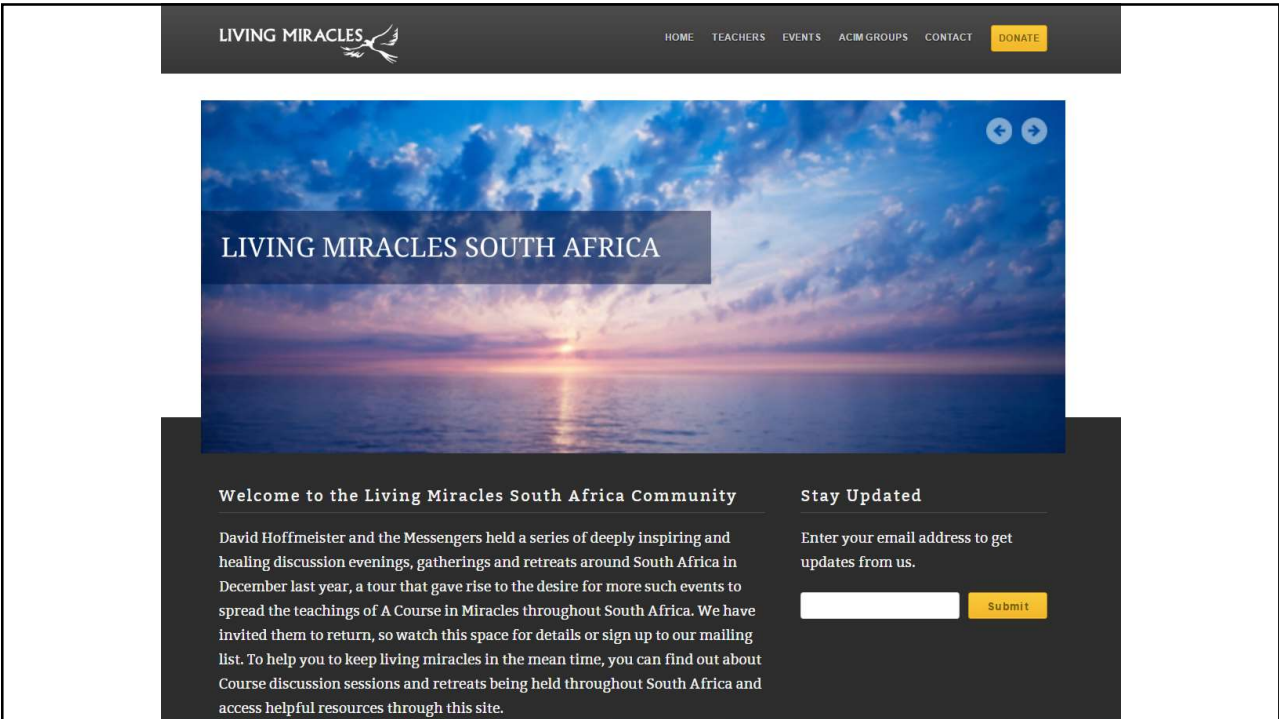 LIVING MIRACLES
HOME TEACHERS EVENTS ACIM GROUPS CONTACT DONATE
LIVING MIRACLES SOUTH AFRICA
Welcome to the Living Miracles South Africa Community
David Hoffmeister and the Messengers held a series of deeply inspiring and
healing discussion evenings, gatherings and retreats around South Africa in
December last year, a tour that gave rise to the desire for more such events to
spread the teachings of A Course in Miracles throughout South Africa. We have
invited them to return, so watch this space for details or sign up to our mailing
list. To help you to keep living miracles in the mean time, you can find out about
Course discussion sessions and retreats being held throughout South Africa and
access helpful resources through this site.
Stay Updated
Enter your email address to get
updates from us.
Submit